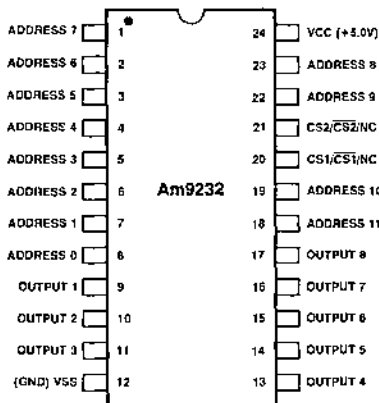 ADDRESS 7 1 24 VCC (+5.0V)
ADDRESS 6 2 23 ADDRESS 8
ADDRESS 5 3 22 ADDRESS 9
ADDRESS 4 4 21 CS2/C̅S̅2̅/NC
ADDRESS 3 5 20 CS1/C̅S̅1̅/NC
ADDRESS 2 6 Am9232 19 ADDRESS 10
ADDRESS 1 7 18 ADDRESS 11
ADDRESS 0 8 17 OUTPUT 8
OUTPUT 1 9 16 OUTPUT 7
OUTPUT 2 10 15 OUTPUT 6
OUTPUT 3 11 14 OUTPUT 5
(GND) VSS 12 13 OUTPUT 4